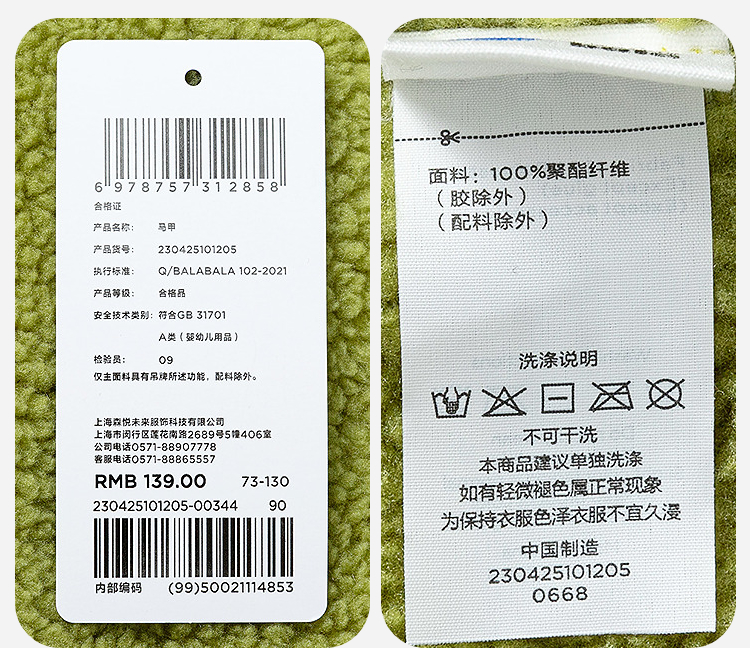 6 978757 312858
合格证
产品名称： 马甲
产品货号： 230425101205
执行标准： Q/BALABALA 102-2021
产品等级： 合格品
安全技术类别：符合GB 31701
A类（婴幼儿用品）
检验员： 09
仅主面料具有吊牌所述功能，配料除外。
上海森悦未来服饰科技有限公司
上海市闵行区莲花南路2689号5幢406室
公司电话0571-88907778
客服电话0571-88865557
RMB 139.00 73-130
230425101205-00344 90
内部编码 (99)50021114853
面料：100%聚酯纤维
（胶除外）
（配料除外）
洗涤说明
不可干洗
本商品建议单独洗涤
如有轻微褪色属正常现象
为保持衣服色泽衣服不宜久浸
中国制造
230425101205
0668